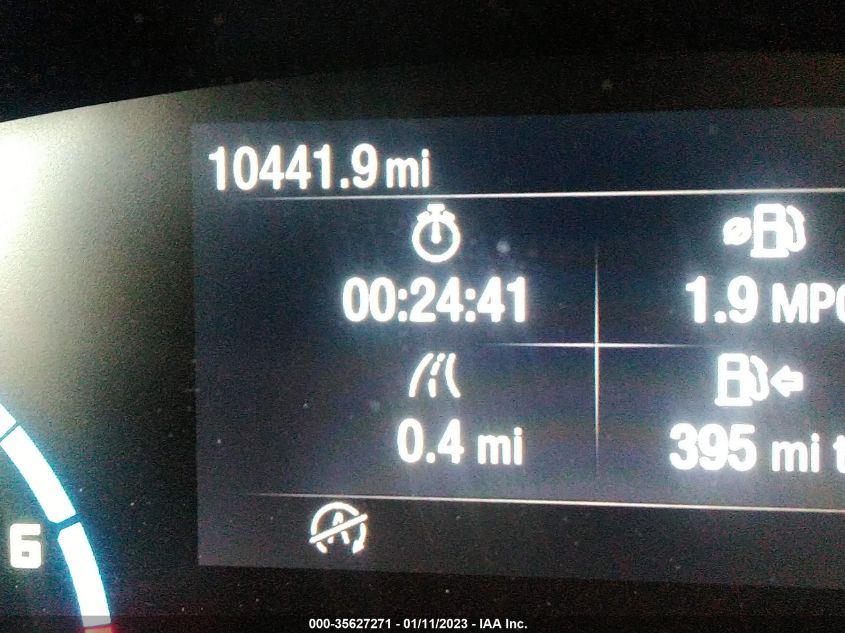 10441.9 mi
00:24:41
1.9 MPG
0.4 mi
395 mi t
6
000-35627271 - 01/11/2023 - IAA Inc.